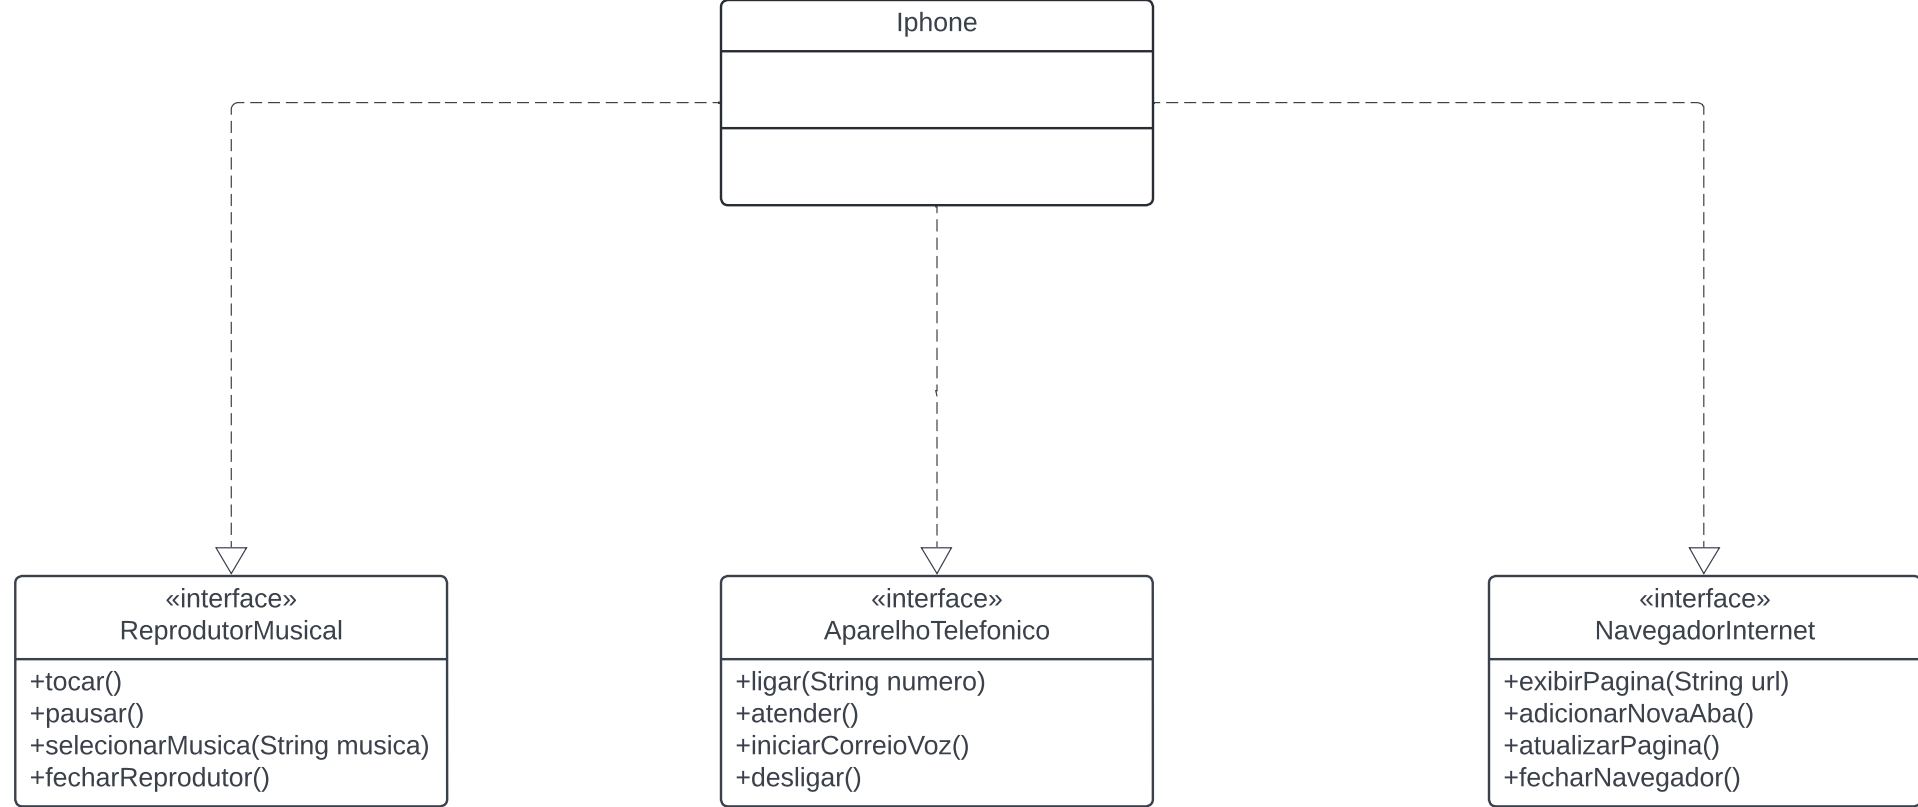 Iphone
«interface»
ReprodutorMusical
+tocar()
+pausar()
+selecionarMusica(String musica)
+fecharReprodutor()
«interface»
AparelhoTelefonico
+ligar(String numero)
+atender()
+iniciarCorreioVoz()
+desligar()
«interface»
NavegadorInternet
+exibirPagina(String url)
+adicionarNovaAba()
+atualizarPagina()
+fecharNavegador()